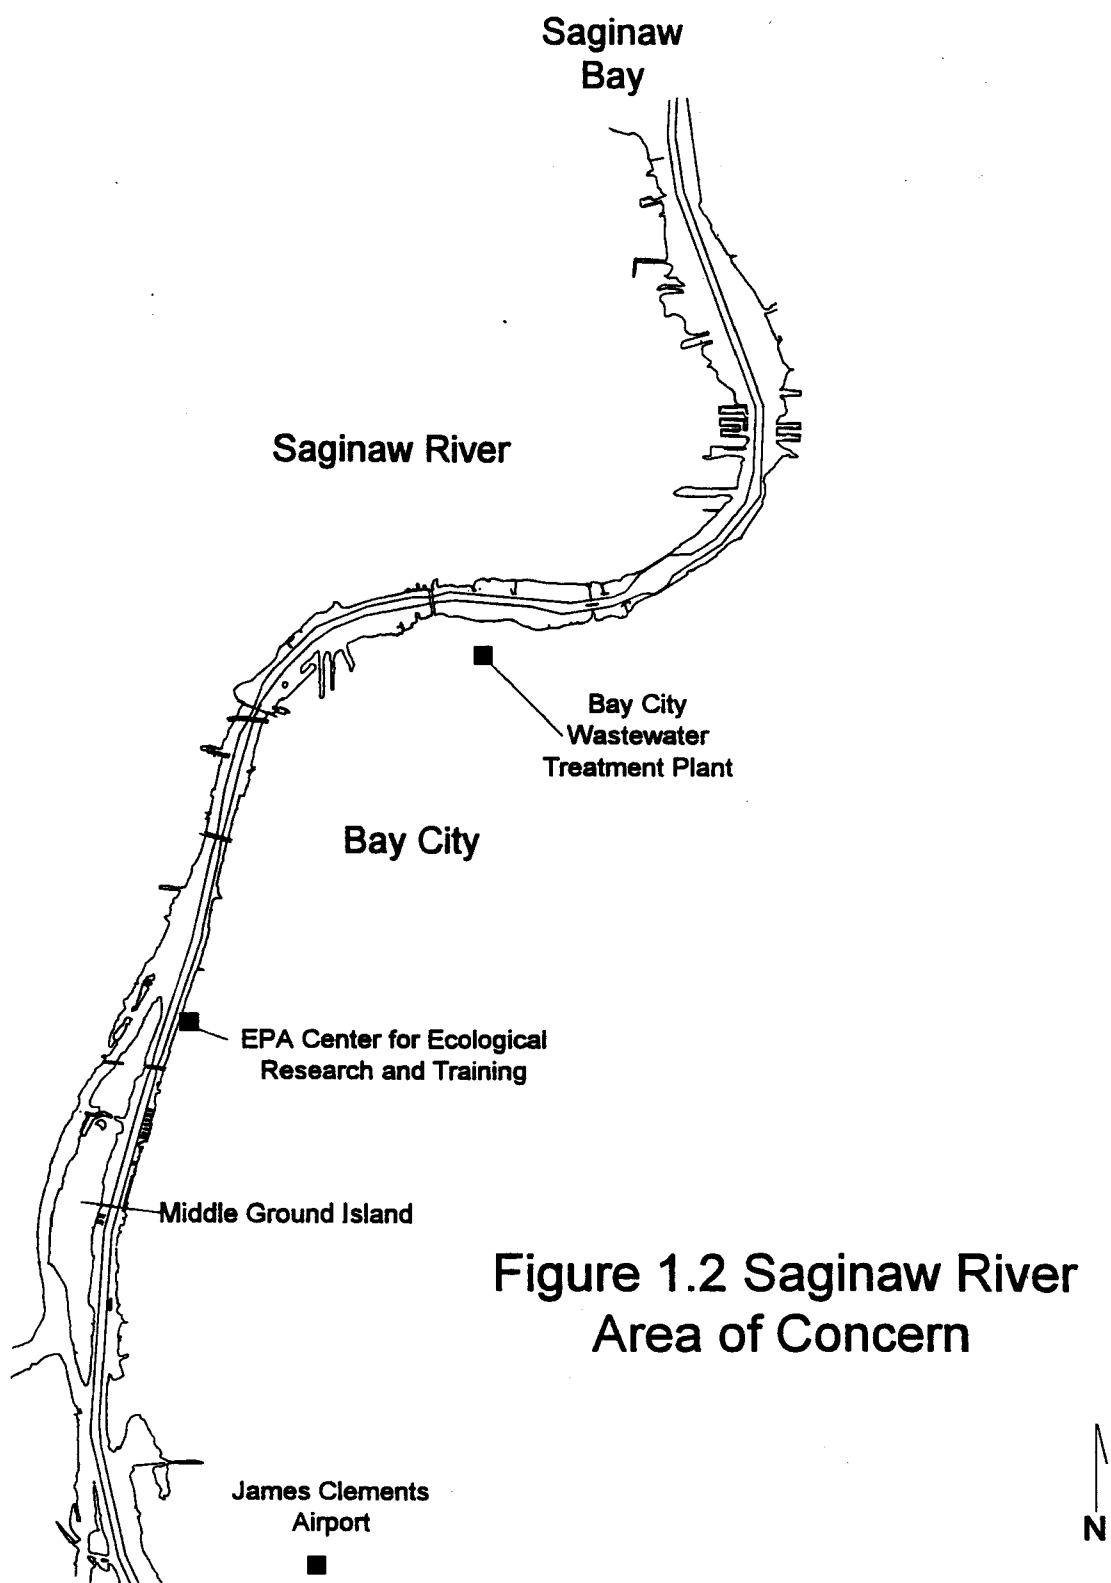 Saginaw
Bay
Saginaw River
Bay City
Wastewater
Treatment Plant
Bay City
EPA Center for Ecological
Research and Training
Middle Ground Island
Figure 1.2 Saginaw River
Area of Concern
James Clements
Airport
N